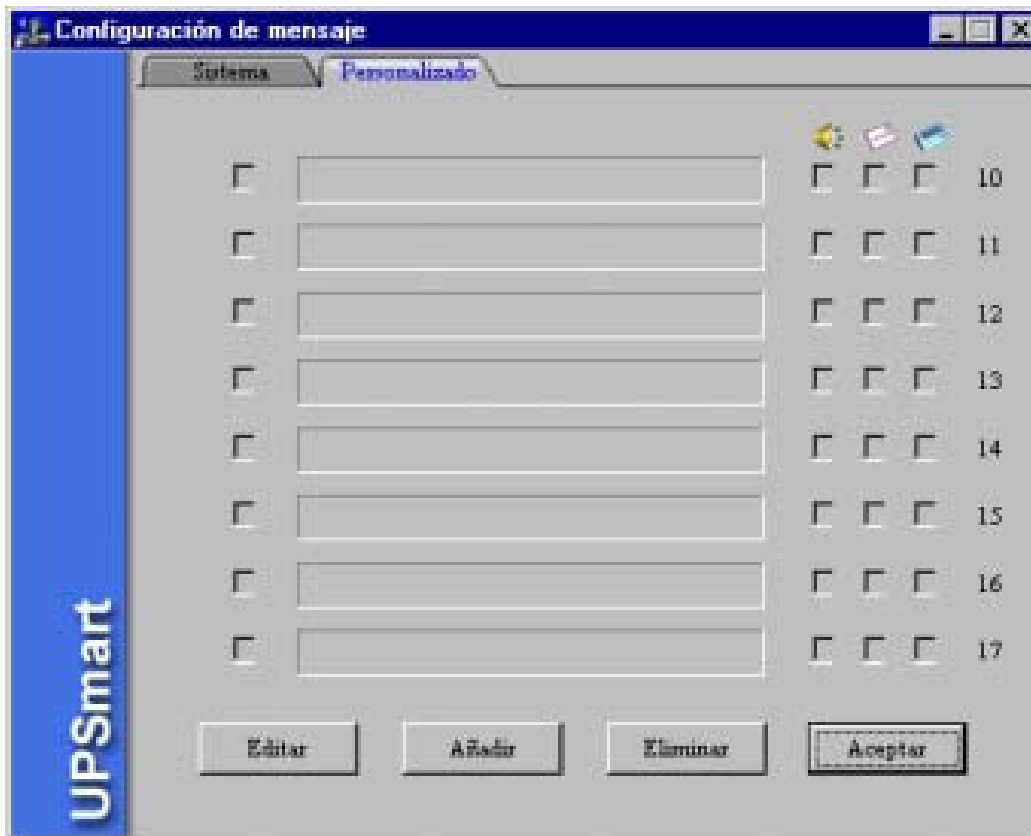 Configuración de mensaje
Sistema
Personalizado
10
11
12
13
14
15
16
17
Editar
Añadir
Eliminar
Aceptar
UPSmart